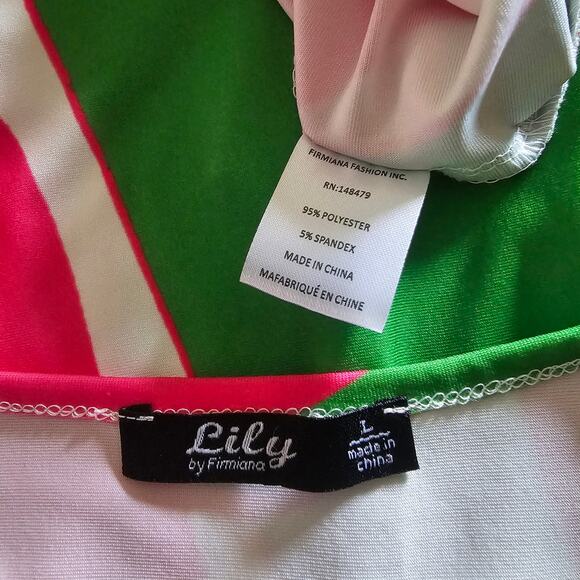 FIRMIANA FASHION INC.
RN:148479
95% POLYESTER
5% SPANDEX
MADE IN CHINA
MAFABRIQUÉ EN CHINE
Lily
by Firmiana
L
made in
china